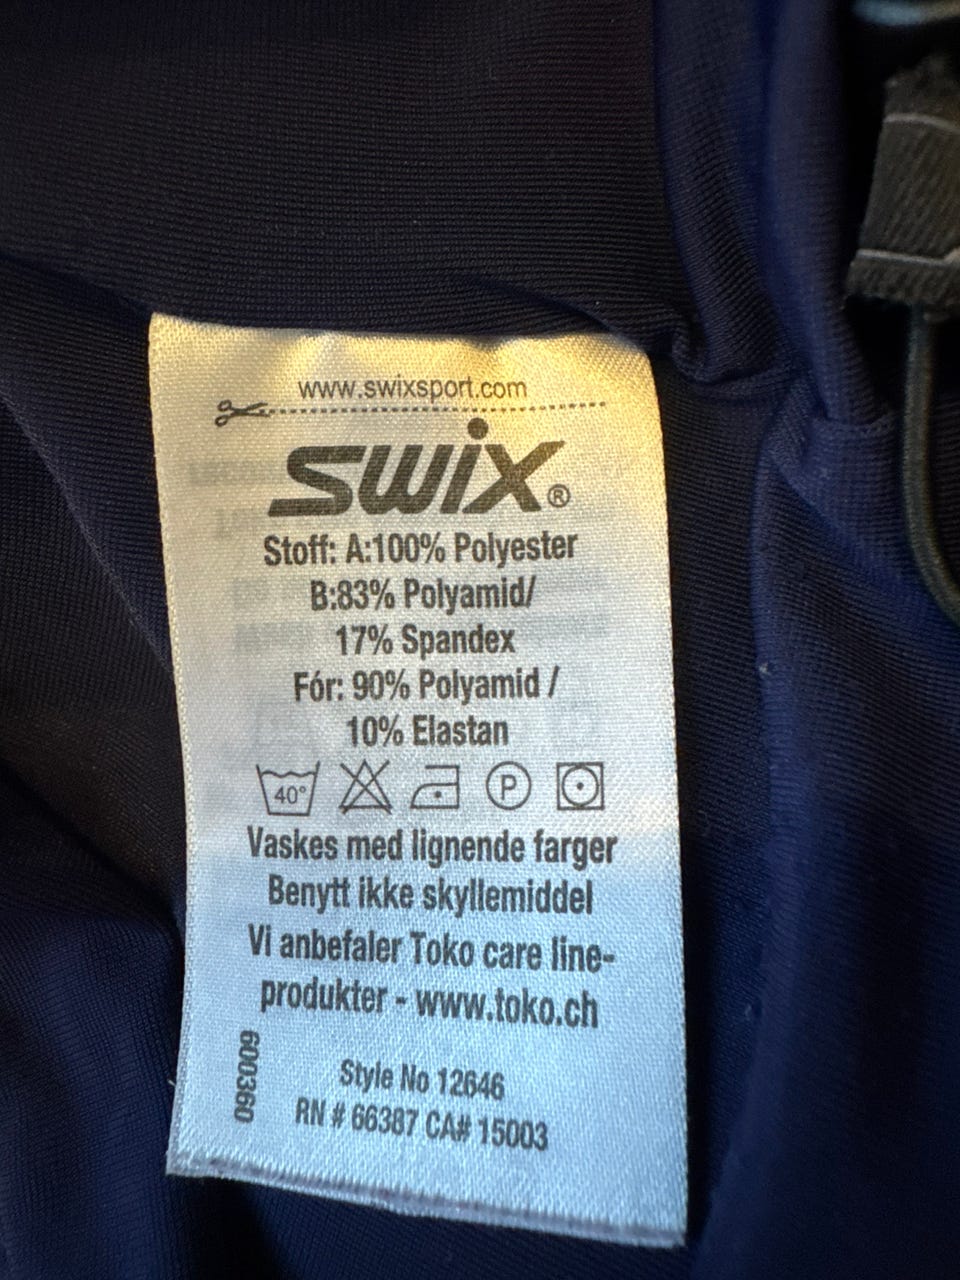 www.swixsport.com
swix®
Stoff: A:100% Polyester
B:83% Polyamid/
17% Spandex
Fór: 90% Polyamid /
10% Elastan
40° P
Vaskes med lignende farger
Benytt ikke skyllemiddel
Vi anbefaler Toko care line-
produkter - www.toko.ch
600360
Style No 12646
RN # 66387 CA# 15003